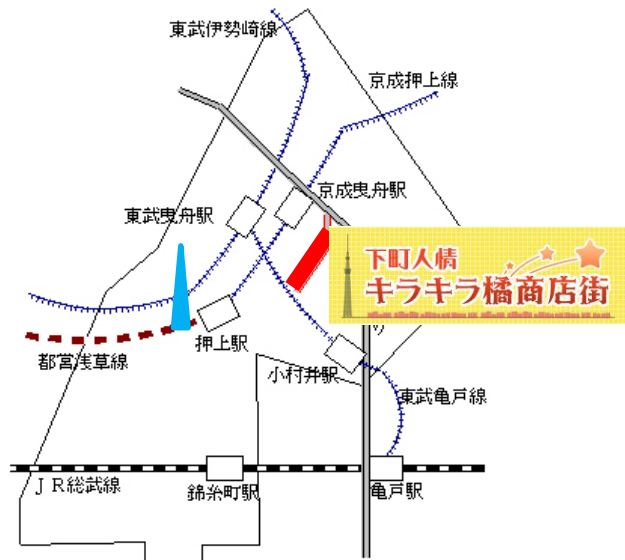 東武伊勢崎線
京成押上線
京成曳舟駅
東武曳舟駅
下町人情
キラキラ橘商店街
押上駅
都営浅草線
小村井駅
東武亀戸線
ＪＲ総武線
錦糸町駅
亀戸駅